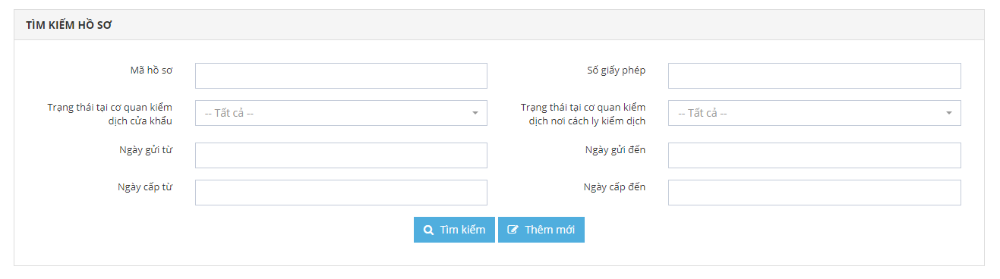 TÌM KIẾM HỒ SƠ
Mã hồ sơ
Số giấy phép
Trạng thái tại cơ quan kiểm
dịch cửa khẩu
-- Tất cả --
Trạng thái tại cơ quan kiểm
dịch nơi cách ly kiểm dịch
-- Tất cả --
Ngày gửi từ
Ngày gửi đến
Ngày cấp từ
Ngày cấp đến
Tìm kiếm
Thêm mới